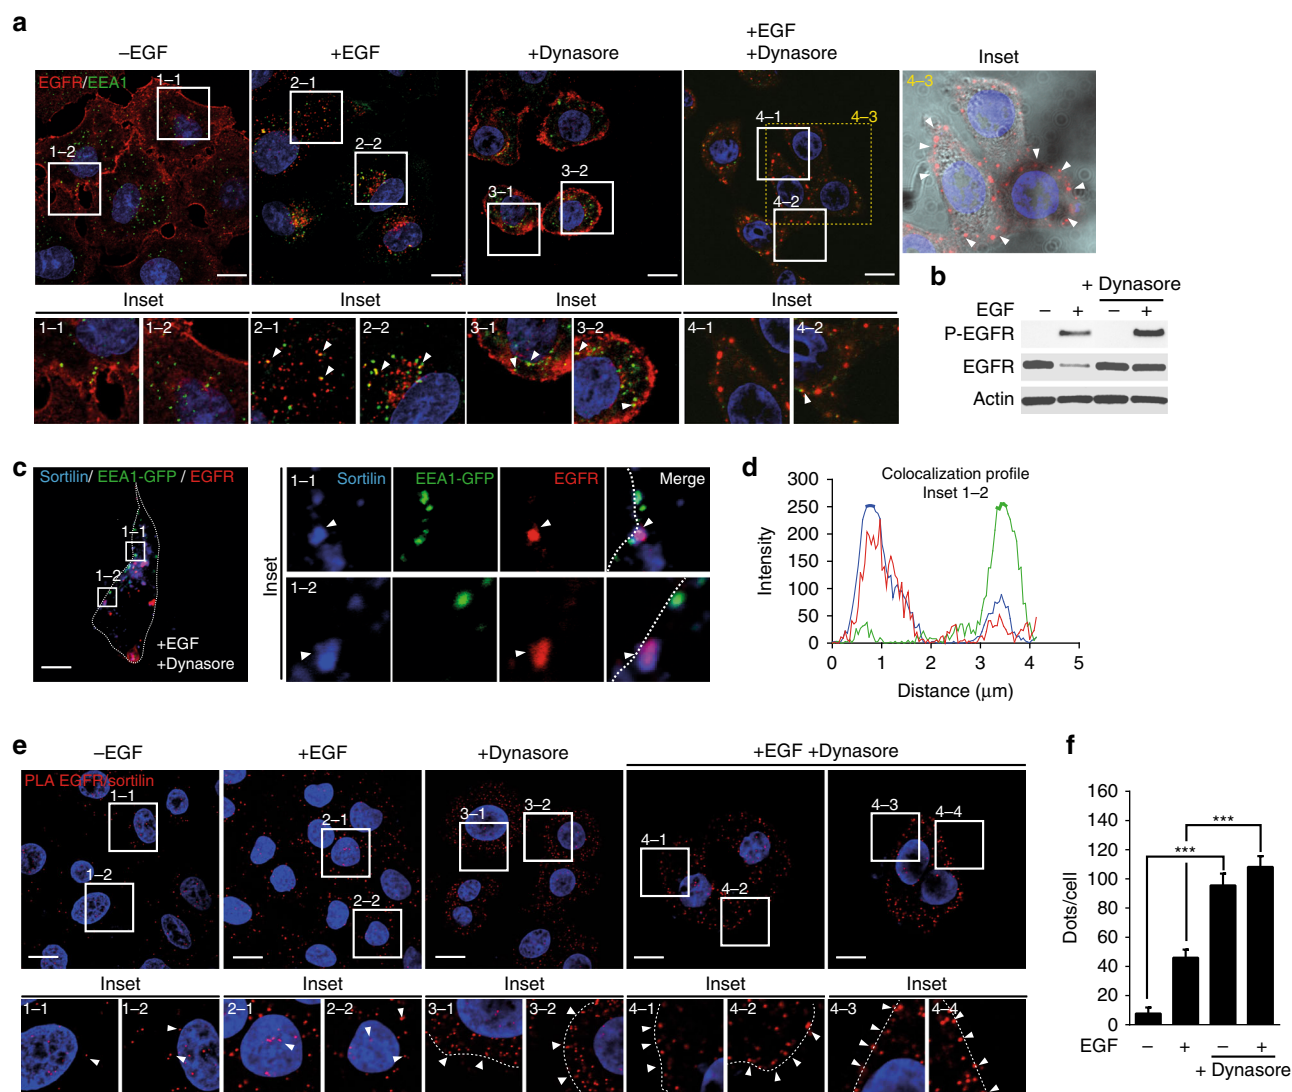 a
–EGF
+EGF
+Dynasore
+EGF
+Dynasore
Inset
EGFR/EEA1
1–1
1–2
2–1
2–2
3–1
3–2
4–1
4–2
4–3
4–3
Inset
Inset
Inset
Inset
1–1
1–2
2–1
2–2
3–1
3–2
4–1
4–2
b
+ Dynasore
EGF – + – +
P-EGFR
EGFR
Actin
c
Sortilin/ EEA1-GFP / EGFR
1–1
1–2
+EGF
+Dynasore
Inset
1–1 Sortilin
EEA1-GFP
EGFR
Merge
1–2
d
Colocalization profile
Inset 1–2
Intensity
300
250
200
150
100
50
0
0 1 2 3 4 5
Distance (μm)
e
–EGF
+EGF
+Dynasore
+EGF +Dynasore
PLA EGFR/sortilin
1–1
1–2
2–1
2–2
3–1
3–2
4–1
4–2
4–3
4–4
Inset
Inset
Inset
Inset
Inset
1–1
1–2
2–1
2–2
3–1
3–2
4–1
4–2
4–3
4–4
f
Dots/cell
160
140
120
100
80
60
40
20
0
***
***
EGF – + – +
+ Dynasore